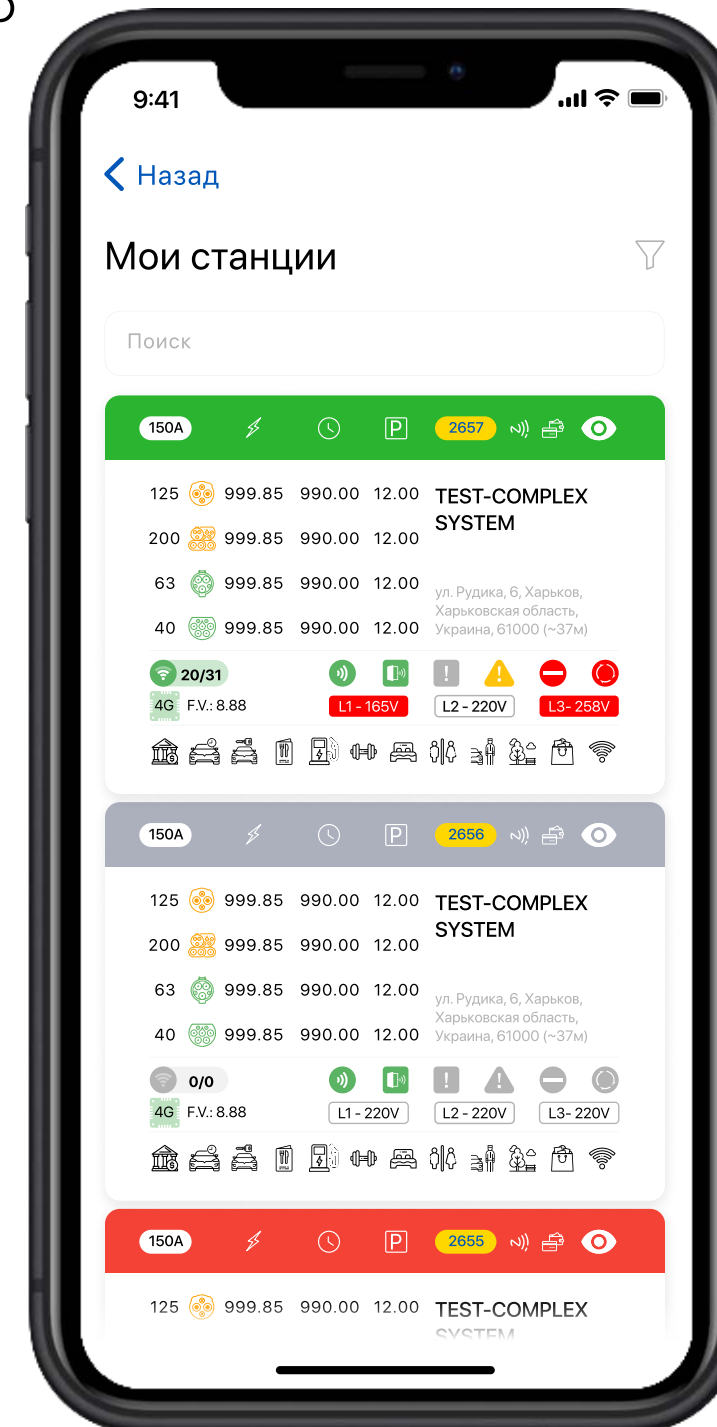 9:41
Назад
Мои станции
Поиск
150A P 2657
125 999.85 990.00 12.00 TEST-COMPLEX
200 999.85 990.00 12.00 SYSTEM
63 999.85 990.00 12.00
40 999.85 990.00 12.00
ул. Рудика, 6, Харьков,
Харьковская область,
Украина, 61000 (~37м)
20/31
4G F.V.: 8.88 L1 - 165V L2 - 220V L3- 258V
150A P 2656
125 999.85 990.00 12.00 TEST-COMPLEX
200 999.85 990.00 12.00 SYSTEM
63 999.85 990.00 12.00
40 999.85 990.00 12.00
ул. Рудика, 6, Харьков,
Харьковская область,
Украина, 61000 (~37м)
0/0
4G F.V.: 8.88 L1 - 220V L2 - 220V L3- 220V
150A P 2655
125 999.85 990.00 12.00 TEST-COMPLEX
SYSTEM